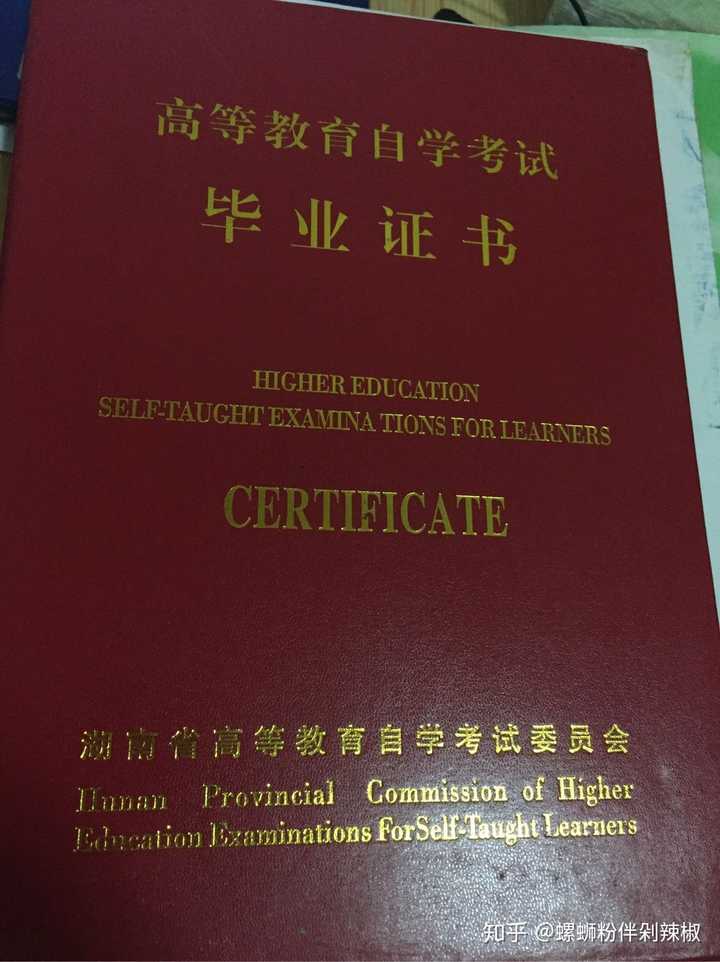 高等教育自学考试
毕业证书
HIGHER EDUCATION
SELF-TAUGHT EXAMINA TIONS FOR LEARNERS
CERTIFICATE
湖南省高等教育自学考试委员会
Hunan Provincial Commission of Higher
Education Examinations ForSelf-Taught Learners
知乎 @螺蛳粉伴剁辣椒